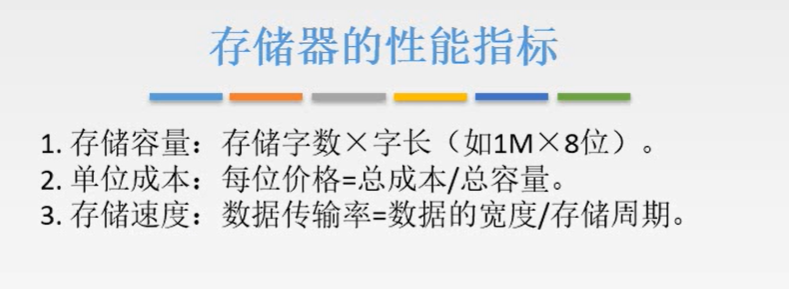 存储器的性能指标
1. 存储容量：存储字数×字长（如1M×8位）。
2. 单位成本：每位价格=总成本/总容量。
3. 存储速度：数据传输率=数据的宽度/存储周期。